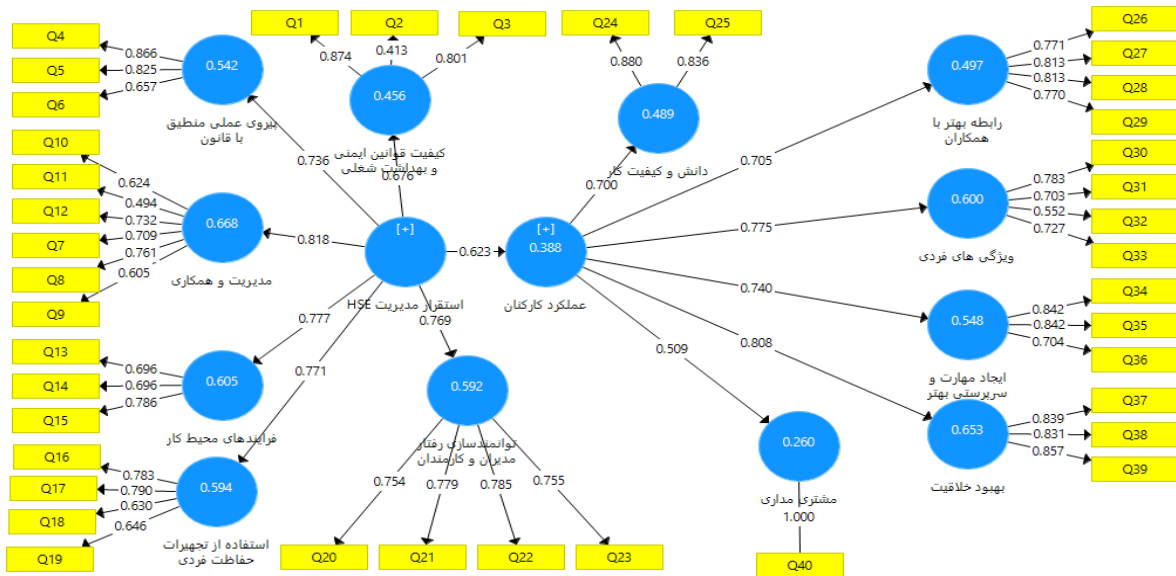 Q1
Q2
Q3
Q24
Q25
Q26
Q4
Q27
Q5
Q28
Q6
Q29
0.866
0.825
0.657
0.542
پیروی عملی منطبق
با قانون
0.874
0.413
0.801
0.456
کیفیت قوانین ایمنی
و بهداشت شغلی
0.676
0.880
0.836
0.489
دانش و کیفیت کار
0.700
0.771
0.813
0.813
0.770
0.497
رابطه بهتر با
همکاران
0.705
0.736
Q10
Q11
Q12
Q7
Q8
Q9
0.624
0.494
0.732
0.709
0.761
0.605
0.668
مدیریت و همکاری
0.818
[+]
استقرار مدیریت HSE
0.623
[+]
0.388
عملکرد کارکنان
0.775
0.600
ویژگی های فردی
0.783
0.703
0.552
0.727
Q30
Q31
Q32
Q33
0.740
0.548
ایجاد مهارت و
سرپرستی بهتر
0.842
0.842
0.704
Q34
Q35
Q36
Q13
Q14
Q15
0.696
0.696
0.786
0.605
فرایندهای محیط کار
0.777
0.771
0.769
0.592
توانمندسازی رفتار
مدیران و کارمندان
0.754
0.779
0.785
0.755
Q20
Q21
Q22
Q23
0.509
0.260
مشتری مداری
1.000
Q40
0.808
0.653
بهبود خلاقیت
0.839
0.831
0.857
Q37
Q38
Q39
Q16
Q17
Q18
Q19
0.783
0.790
0.630
0.646
0.594
استفاده از تجهیزات
حفاظت فردی